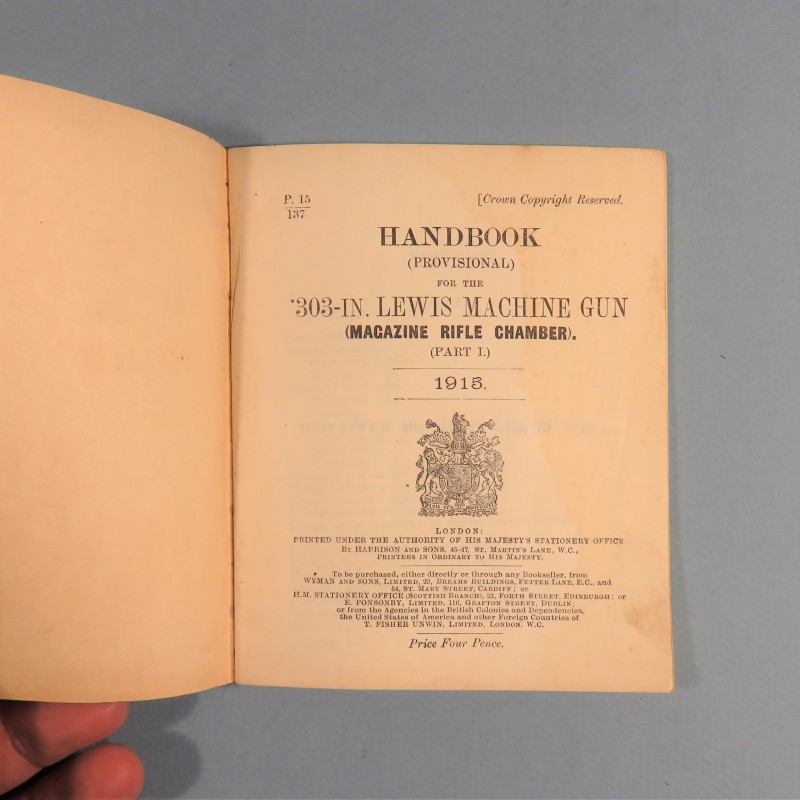 P. 15
137
[Crown Copyright Reserved.
HANDBOOK
(PROVISIONAL)
FOR THE
·303-IN. LEWIS MACHINE GUN
(MAGAZINE RIFLE CHAMBER).
(PART I.)
1915.
LONDON:
PRINTED UNDER THE AUTHORITY OF HIS MAJESTY'S STATIONERY OFFICE
BY HARRISON AND SONS, 45-47, ST. MARTIN'S LANE, W.C.,
PRINTERS IN ORDINARY TO HIS MAJESTY.
To be purchased, either directly or through any Bookseller, from
WYMAN AND SONS, LIMITED, 29, BREAMS BUILDINGS, FETTER LANE, E.C., and
54, ST. MARY STREET, CARDIFF; or
H.M. STATIONERY OFFICE (SCOTTISH BRANCH), 23, FORTH STREET, EDINBURGH; or
E. PONSONBY, LIMITED, 116, GRAFTON STREET, DUBLIN;
or from the Agencies in the British Colonies and Dependencies,
the United States of America and other Foreign Countries of
T. FISHER UNWIN, LIMITED, LONDON, W.C.
Price Four Pence.